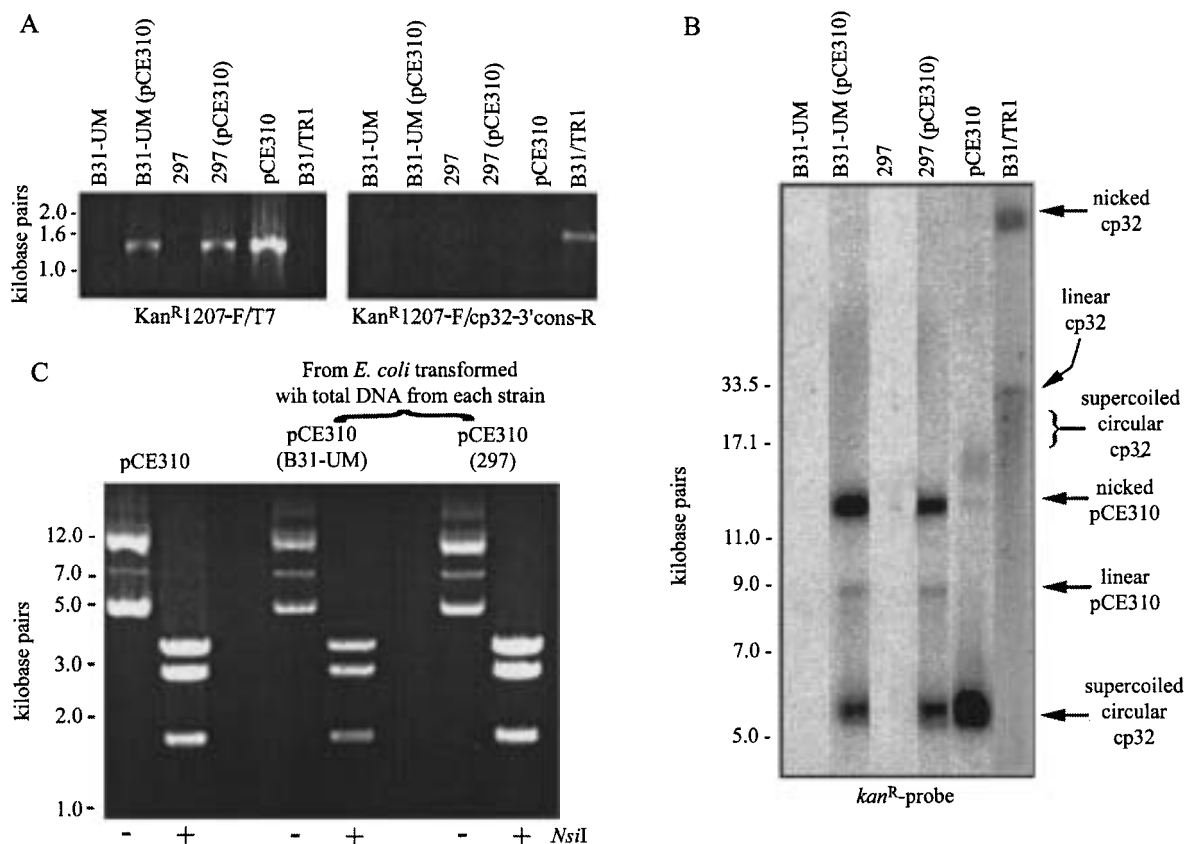 A
B31-UM
B31-UM (pCE310)
297
297 (pCE310)
pCE310
B31/TR1
B31-UM
B31-UM (pCE310)
297
297 (pCE310)
pCE310
B31/TR1
kilobase pairs
2.0 -
1.6 -
1.0 -
KanR1207-F/T7
KanR1207-F/cp32-3'cons-R
B
B31-UM
B31-UM (pCE310)
297
297 (pCE310)
pCE310
B31/TR1
kilobase pairs
33.5 -
17.1 -
11.0 -
9.0 -
7.0 -
5.0 -
nicked
cp32
linear
cp32
supercoiled
circular
cp32
nicked
pCE310
linear
pCE310
supercoiled
circular
cp32
kanR-probe
C
From E. coli transformed
wih total DNA from each strain
pCE310
pCE310
(B31-UM)
pCE310
(297)
kilobase pairs
12.0 -
7.0 -
5.0 -
3.0 -
2.0 -
1.0 -
- + - + - + NsiI